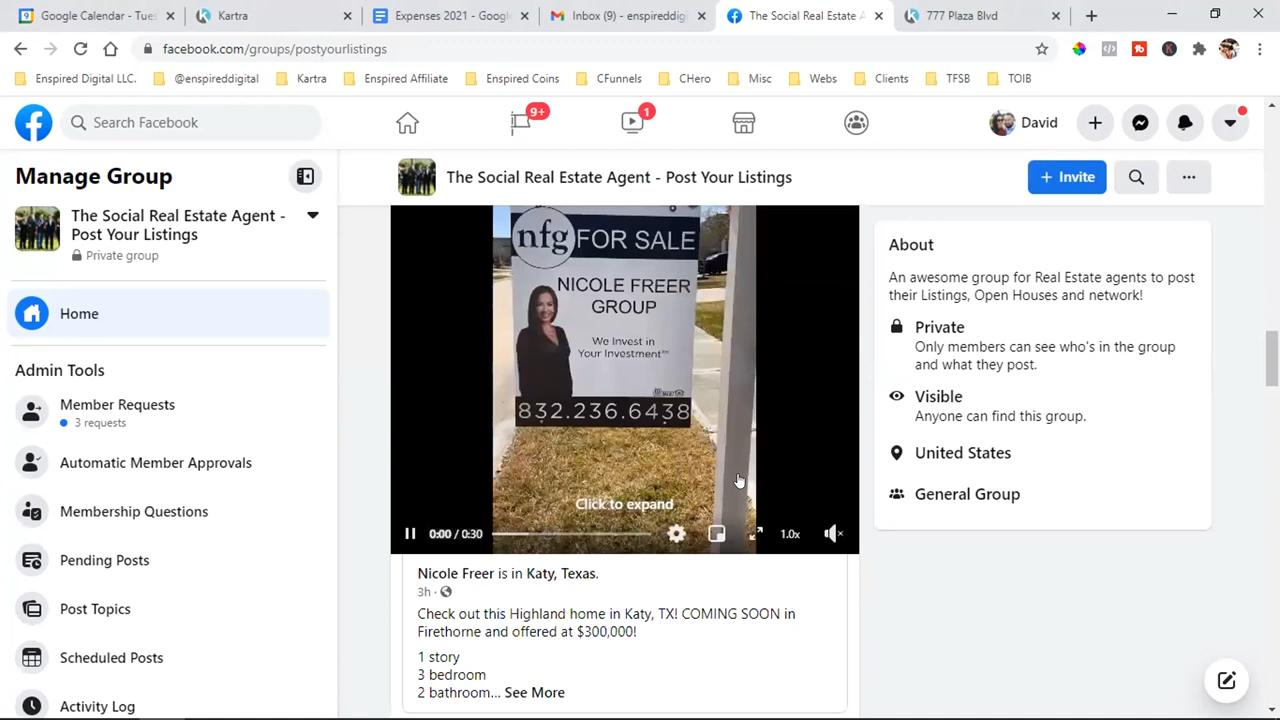 Google Calendar - Tues
Kartra
Expenses 2021 - Google
Inbox (9) - enspireddigi
The Social Real Estate A
777 Plaza Blvd
facebook.com/groups/postyourlistings
Enspired Digital LLC.
@enspireddigital
Kartra
Enspired Affiliate
Enspired Coins
CFunnels
CHero
Misc
Webs
Clients
TFSB
TOIB
Search Facebook
9+
1
David
Manage Group
The Social Real Estate Agent - Post Your Listings
Invite
The Social Real Estate Agent -
Post Your Listings
Private group
Home
Admin Tools
Member Requests
3 requests
Automatic Member Approvals
Membership Questions
Pending Posts
Post Topics
Scheduled Posts
Activity Log
nfg FOR SALE
NICOLE FREER
GROUP
We Invest in
Your Investment
832.236.6438
Click to expand
0:00 / 0:30
1.0x
Nicole Freer is in Katy, Texas.
3h
Check out this Highland home in Katy, TX! COMING SOON in
Firethorne and offered at $300,000!
1 story
3 bedroom
2 bathroom... See More
About
An awesome group for Real Estate agents to post
their Listings, Open Houses and network!
Private
Only members can see who's in the group
and what they post.
Visible
Anyone can find this group.
United States
General Group